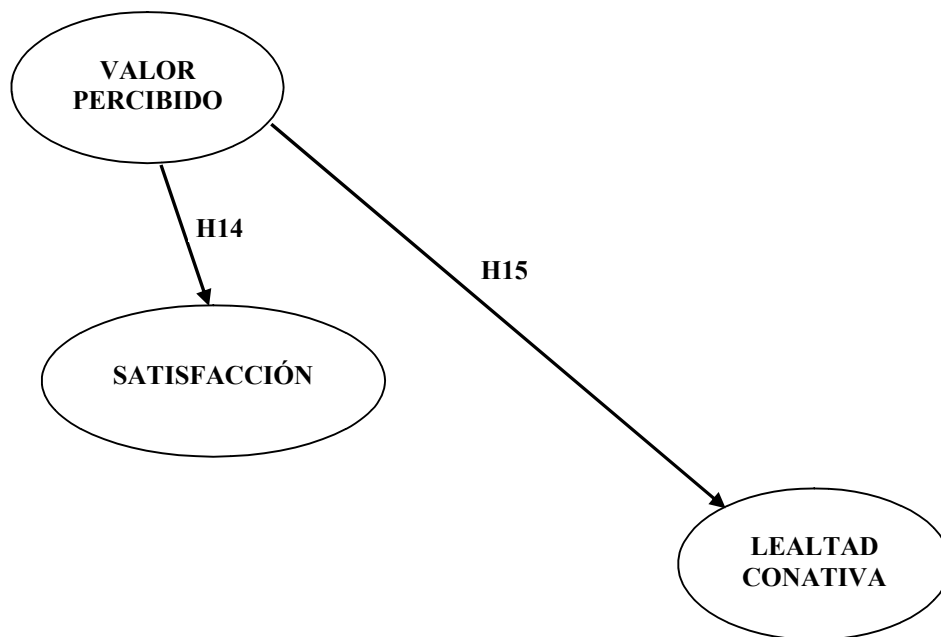 VALOR
PERCIBIDO
H14
H15
SATISFACCIÓN
LEALTAD
CONATIVA